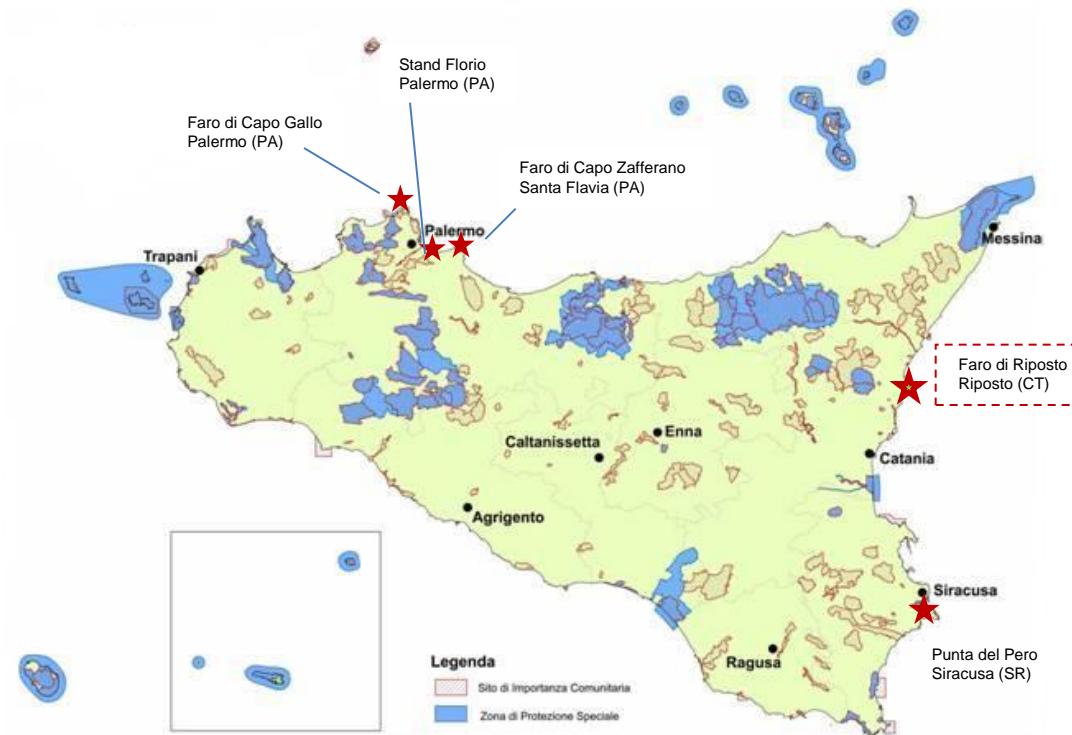 Stand Florio
Palermo (PA)
Faro di Capo Gallo
Palermo (PA)
Faro di Capo Zafferano
Santa Flavia (PA)
Palermo
Messina
Trapani
Faro di Riposto
Riposto (CT)
Enna
Caltanissetta
Catania
Agrigento
Siracusa
Ragusa
Punta del Pero
Siracusa (SR)
Legenda
Sito di Importanza Comunitaria
Zona di Protezione Speciale